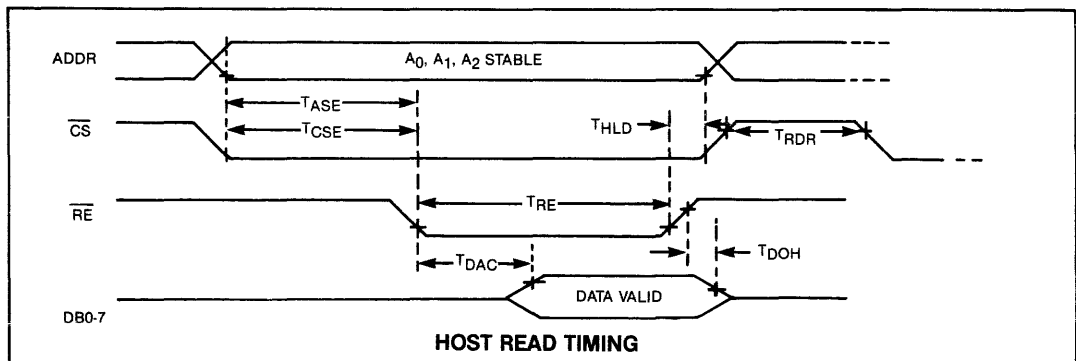 ADDR
A0, A1, A2 STABLE
TASE
CS
TCSE
THLD
TRDR
RE
TRE
TDAC
TDOH
DB0-7
DATA VALID
HOST READ TIMING